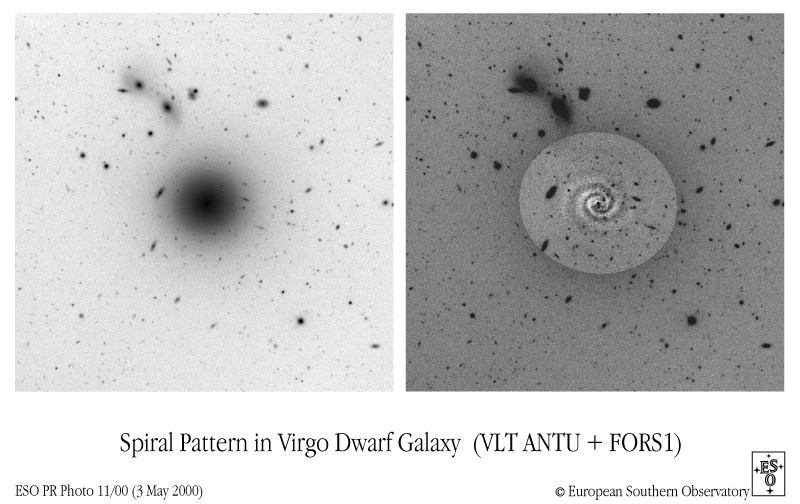 Spiral Pattern in Virgo Dwarf Galaxy (VLT ANTU + FORS1)
ESO PR Photo 11/00 (3 May 2000)
© European Southern Observatory
ESO